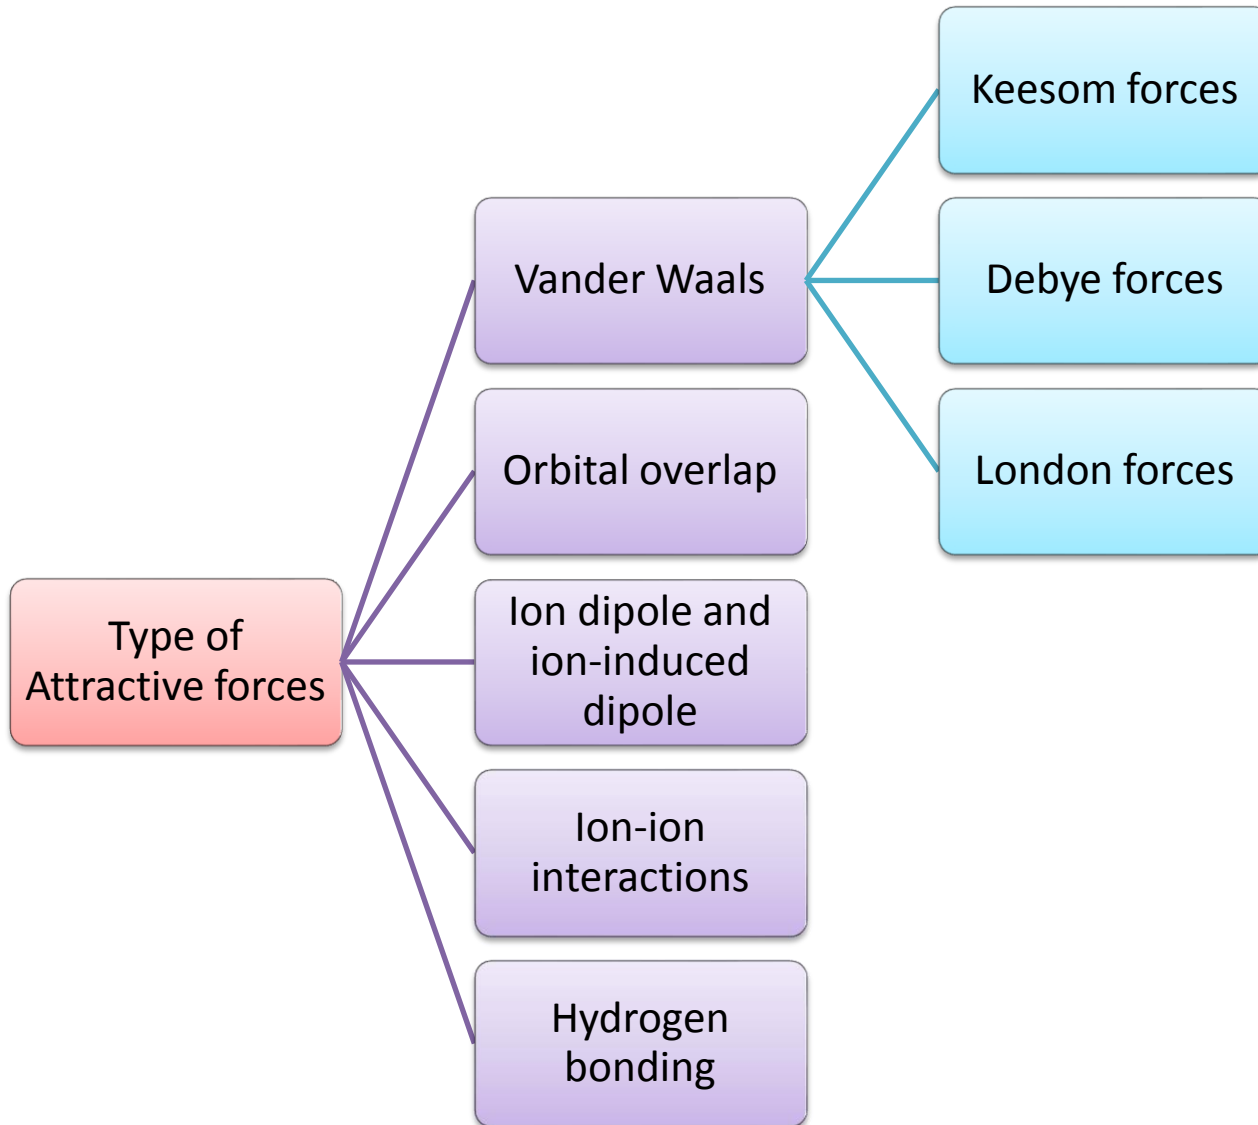 Type of
Attractive forces
Vander Waals
Orbital overlap
Ion dipole and
ion-induced
dipole
Ion-ion
interactions
Hydrogen
bonding
Keesom forces
Debye forces
London forces